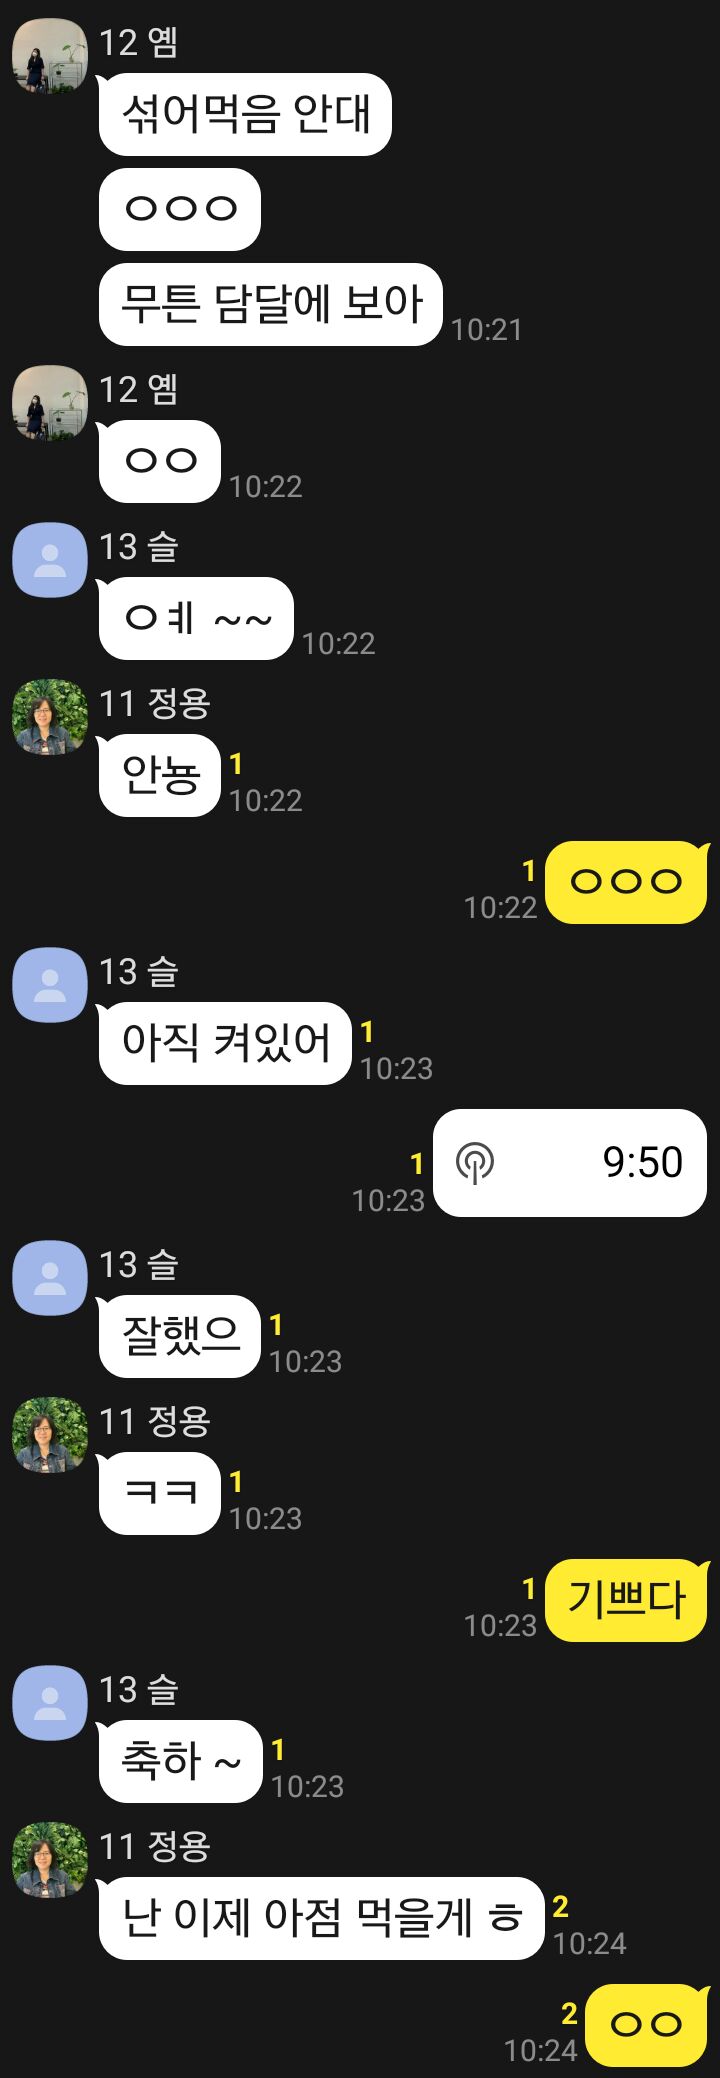 12 옘
섞어먹음 안대
ㅇㅇㅇ
무튼 담달에 보아
10:21
12 옘
ㅇㅇ
10:22
13 슬
ㅇㅖ ~~
10:22
11 정용
안뇽
1
10:22
ㅇㅇㅇ
1
10:22
13 슬
아직 켜있어
1
10:23
9:50
1
10:23
13 슬
잘했으
1
10:23
11 정용
ㅋㅋ
1
10:23
기쁘다
1
10:23
13 슬
축하 ~
1
10:23
11 정용
난 이제 아점 먹을게 ㅎ
2
10:24
ㅇㅇ
2
10:24